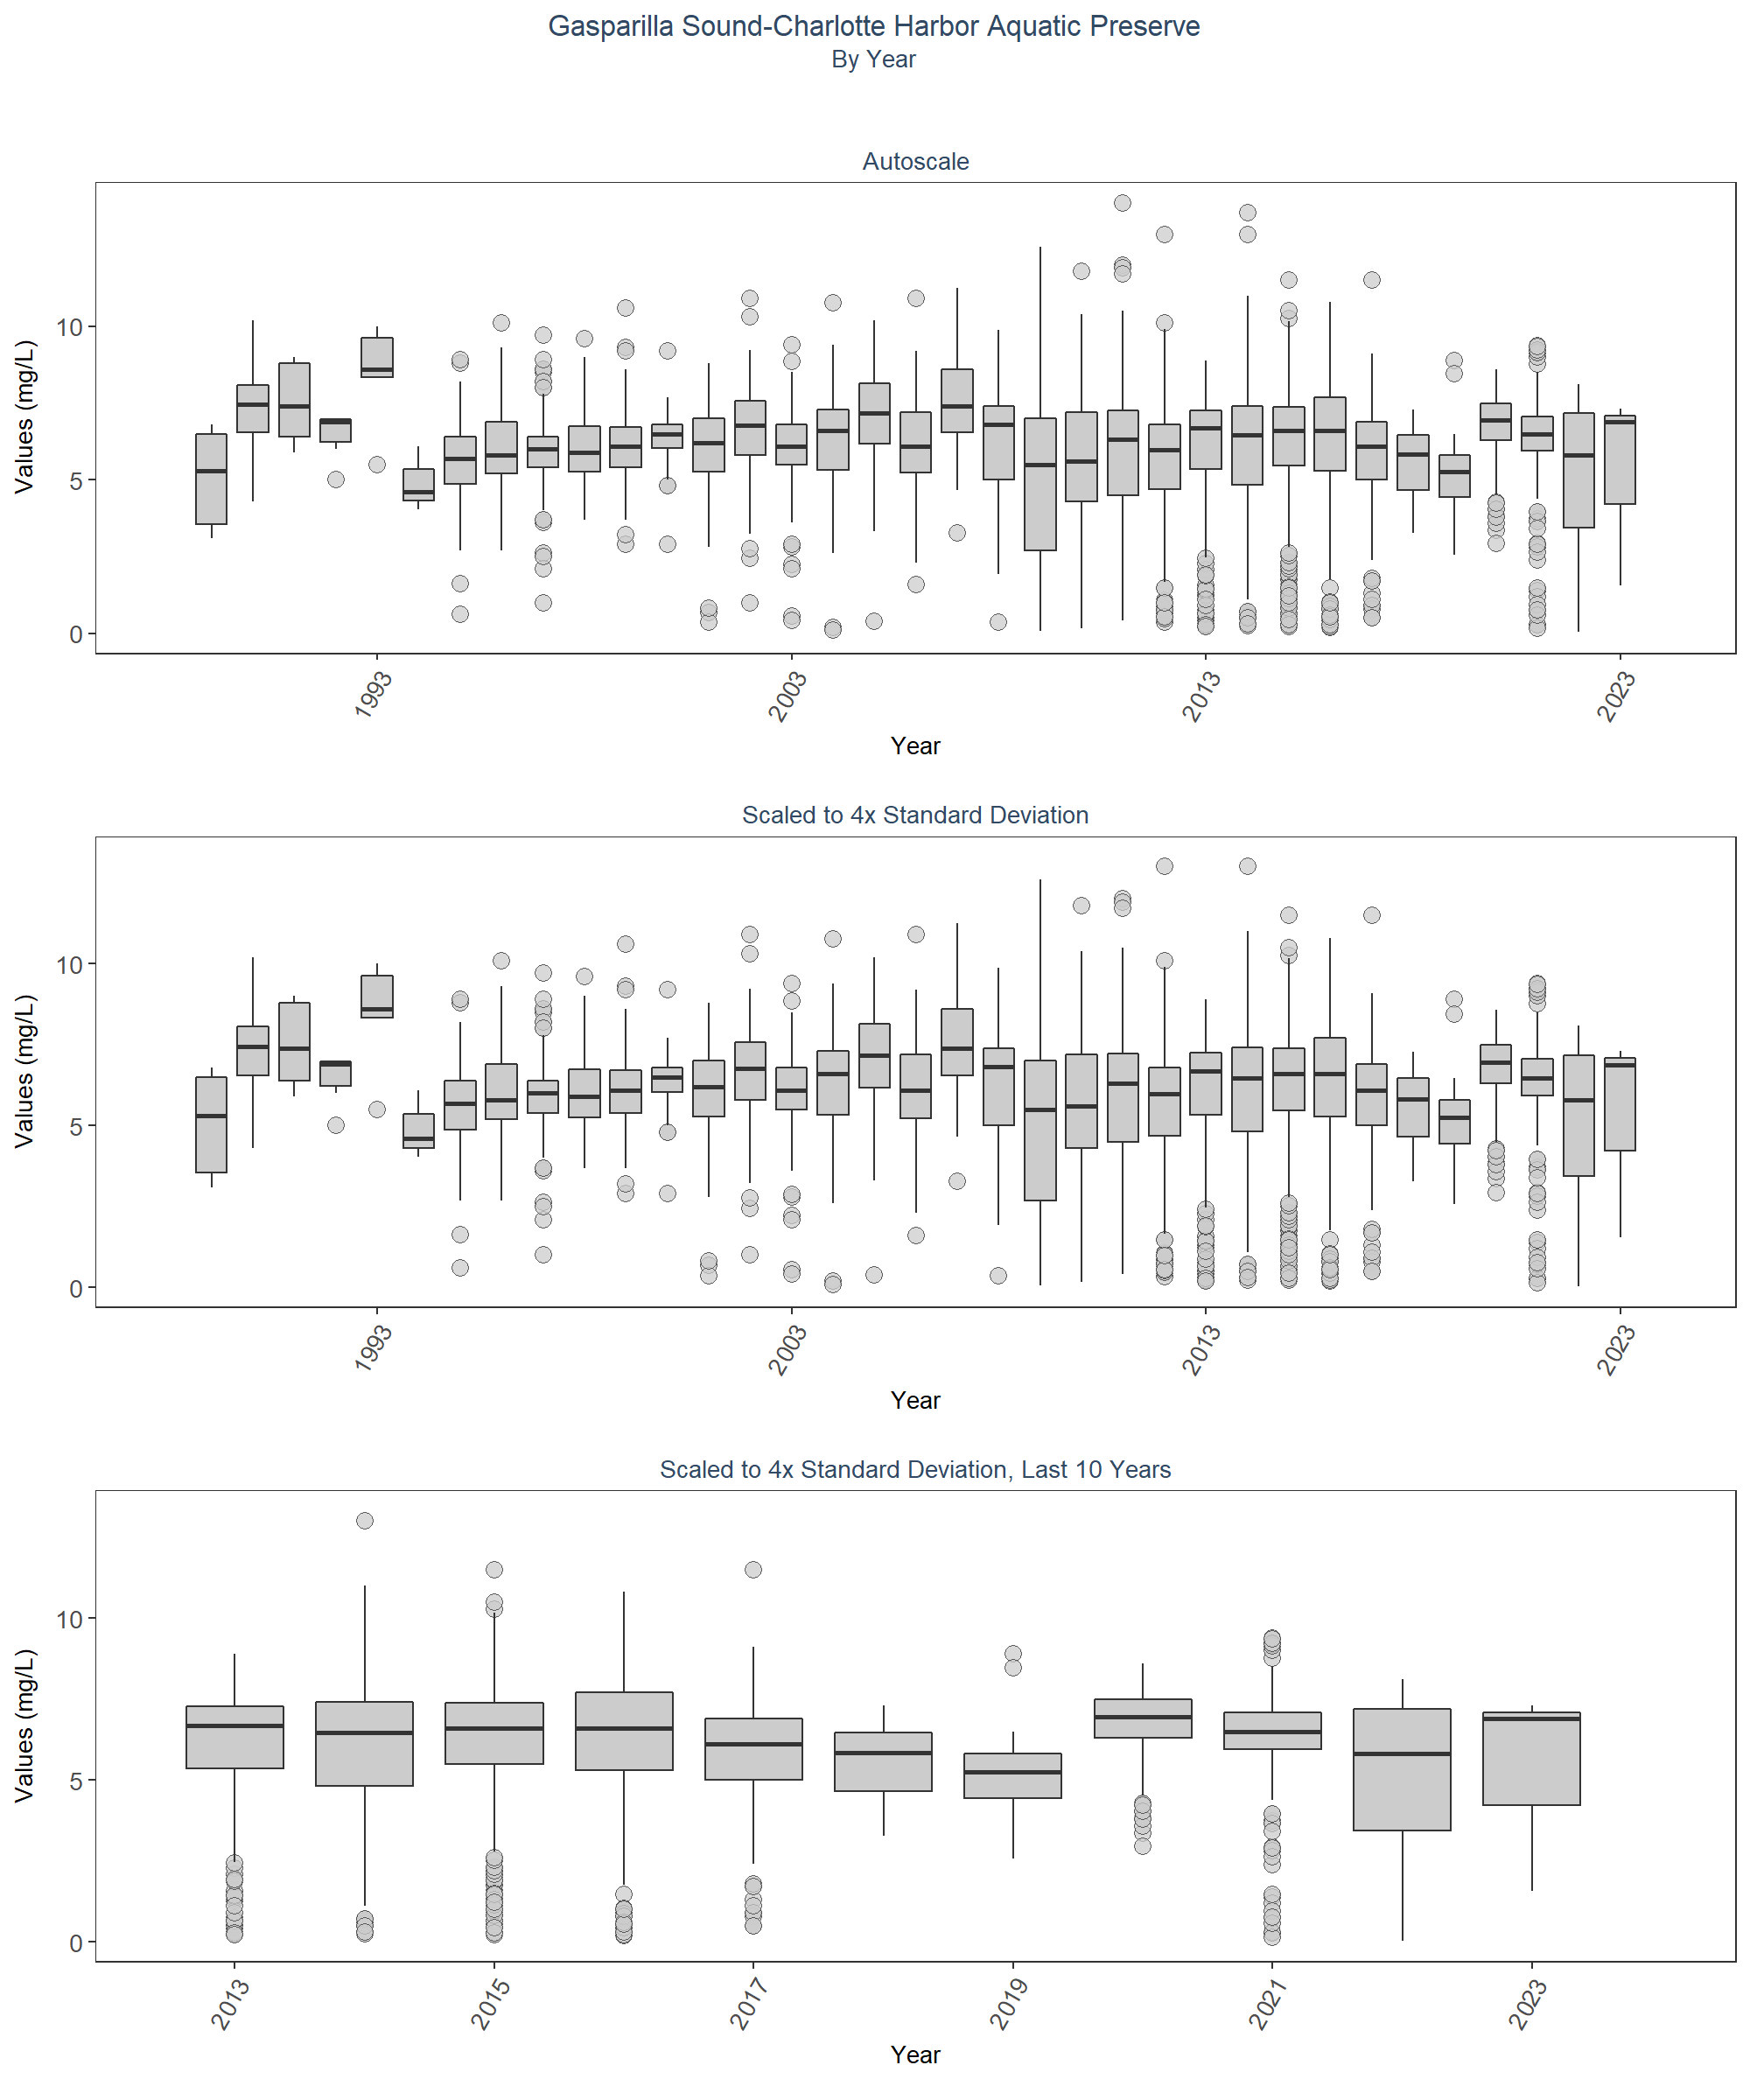 Gasparilla Sound-Charlotte Harbor Aquatic Preserve
By Year
Autoscale
Values (mg/L)
10
5
0
1993
2003
2013
2023
Year
Scaled to 4x Standard Deviation
Values (mg/L)
10
5
0
1993
2003
2013
2023
Year
Scaled to 4x Standard Deviation, Last 10 Years
Values (mg/L)
10
5
0
2013
2015
2017
2019
2021
2023
Year